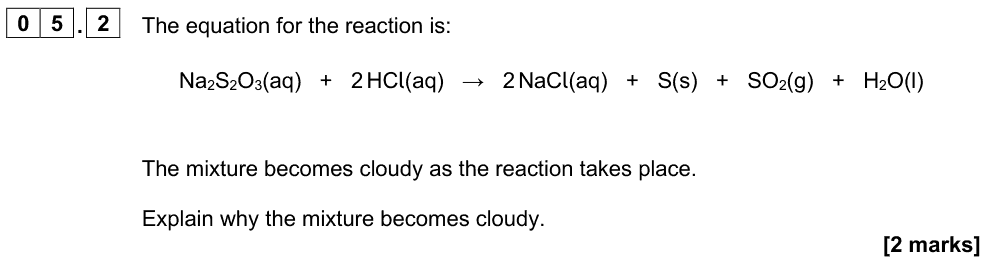 0 5 . 2 The equation for the reaction is:
Na₂S₂O₃(aq) + 2 HCl(aq) → 2 NaCl(aq) + S(s) + SO₂(g) + H₂O(l)
The mixture becomes cloudy as the reaction takes place.
Explain why the mixture becomes cloudy.
[2 marks]